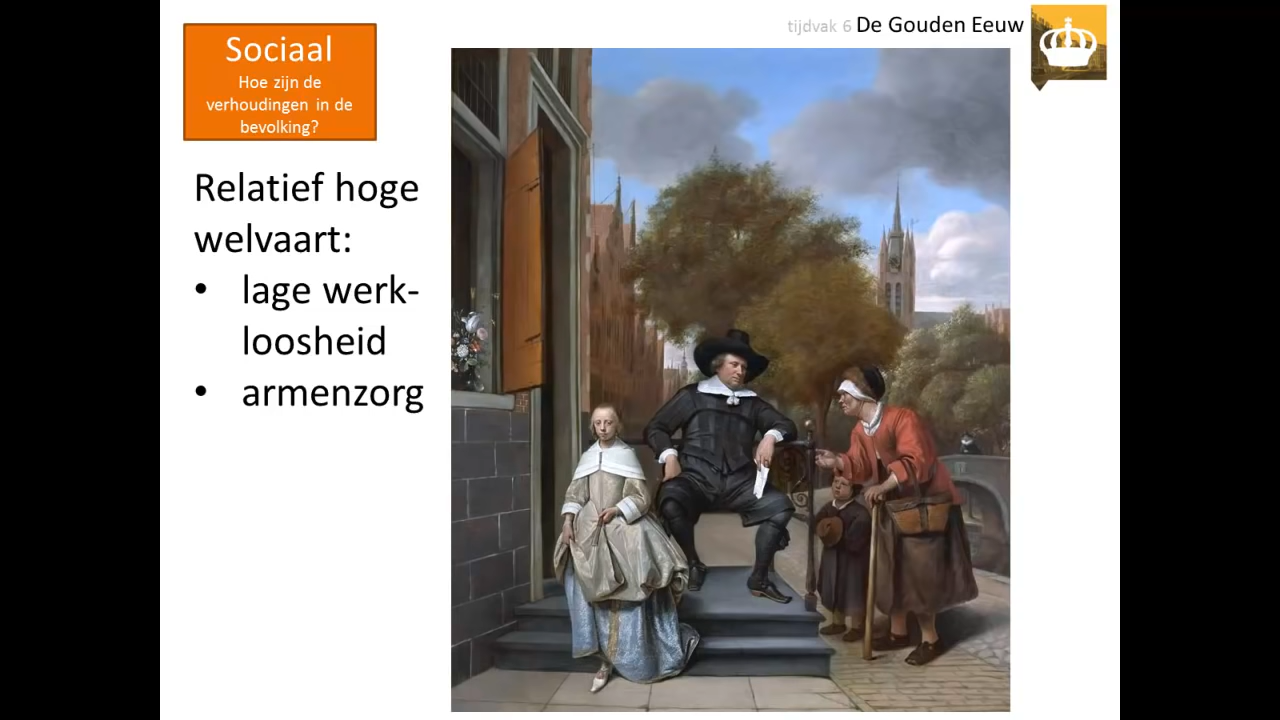 tijdvak 6 De Gouden Eeuw
Sociaal
Hoe zijn de
verhoudingen in de
bevolking?
Relatief hoge
welvaart:
• lage werk-
loosheid
• armenzorg